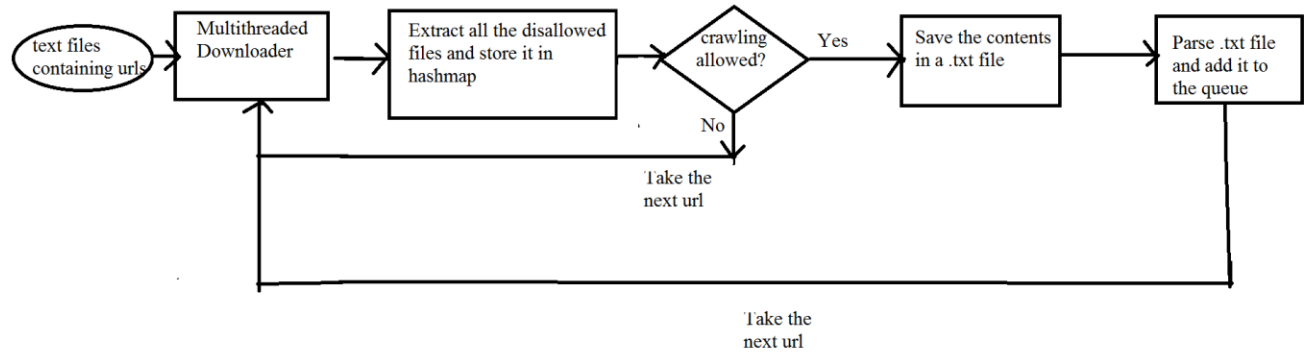 text files
containing urls
Multithreaded
Downloader
Extract all the disallowed
files and store it in
hashmap
crawling
allowed?
Yes
No
Save the contents
in a .txt file
Parse .txt file
and add it to
the queue
Take the
next url
Take the
next url